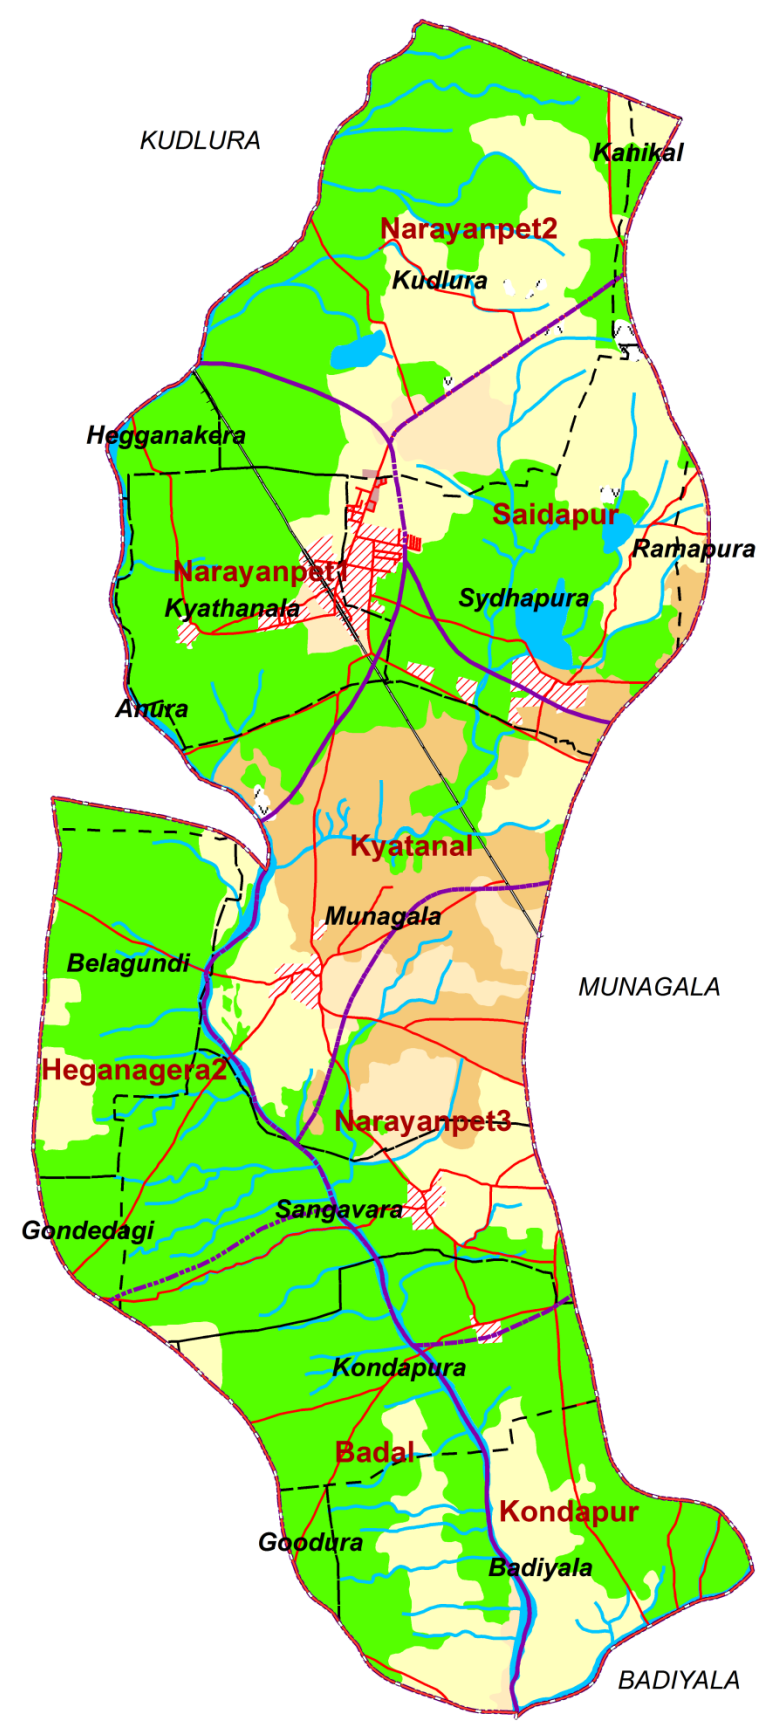 KUDLURA
Kanikal
Narayanpet2
Kudlura
Hegganakera
Saidapur
Ramapura
Narayanpet1
Kyathanala
Sydhapura
Anura
Kyatanal
Munagala
Belagundi
MUNAGALA
Heganagera2
Narayanpet3
Sangavara
Gondedagi
Kondapura
Badal
Kondapur
Goodura
Badiyala
BADIYALA